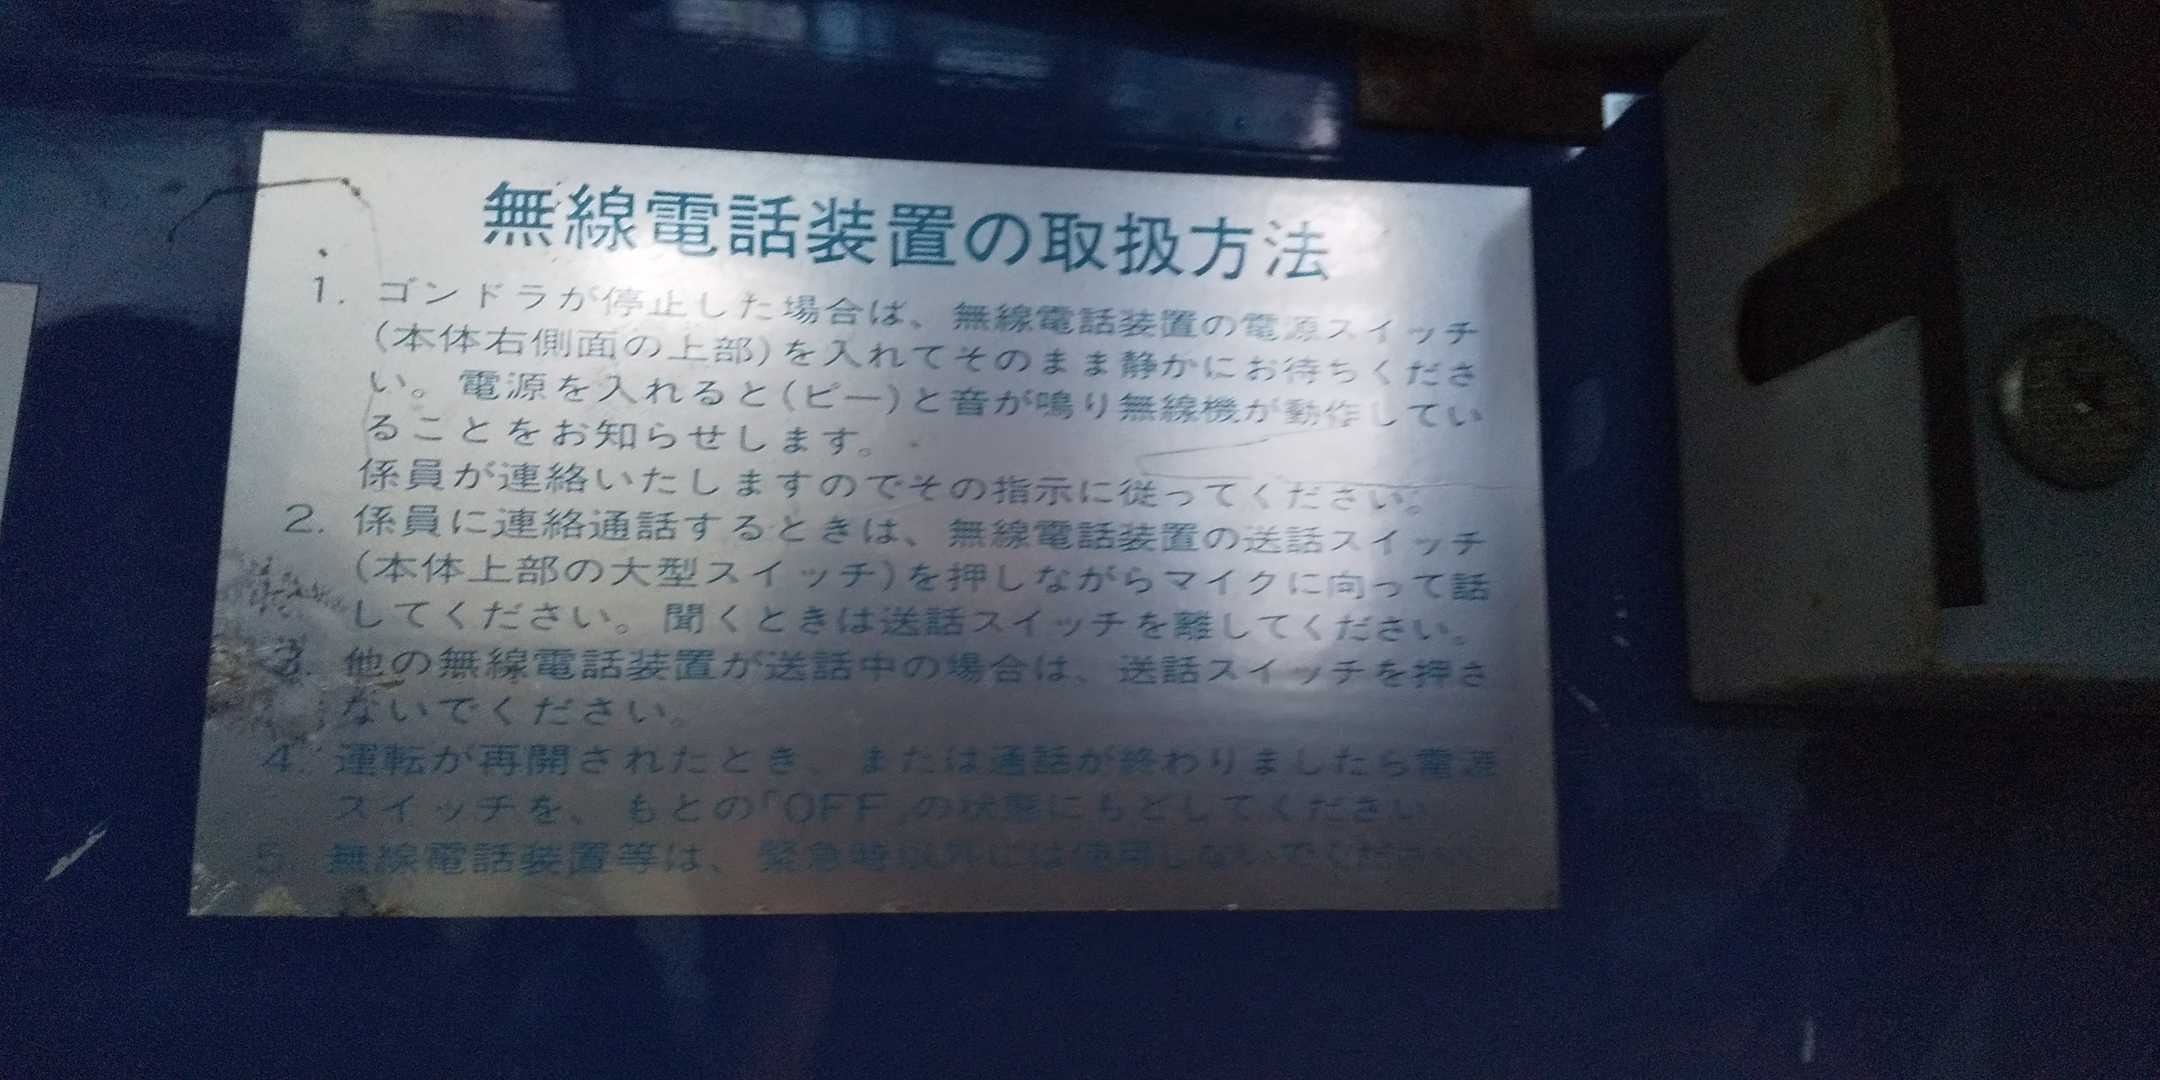 無線電話装置の取扱方法
1. ゴンドラが停止した場合ば、無線電話装置の電源スイッチ
(本体右側面の上部)を入れてそのまま静かにお待ちくださ
い。電源を入れると(ピー)と音が鳴り無線機が動作してい
ることをお知らせします。
係員が連絡いたしますのでその指示に従ってください。
2. 係員に連絡通話するときは、無線電話装置の送話スイッチ
(本体上部の大型スイッチ)を押しながらマイクに向って話
してください。聞くときは送話スイッチを離してください。
3. 他の無線電話装置が送話中の場合は、送話スイッチを押さ
ないでください。
4. 運転が再開されたとき、または通話が終わりましたら電源
スイッチを、もとの「OFF」の状態にもどしてください
5. 無線電話装置等は、緊急時以外には使用しないでください